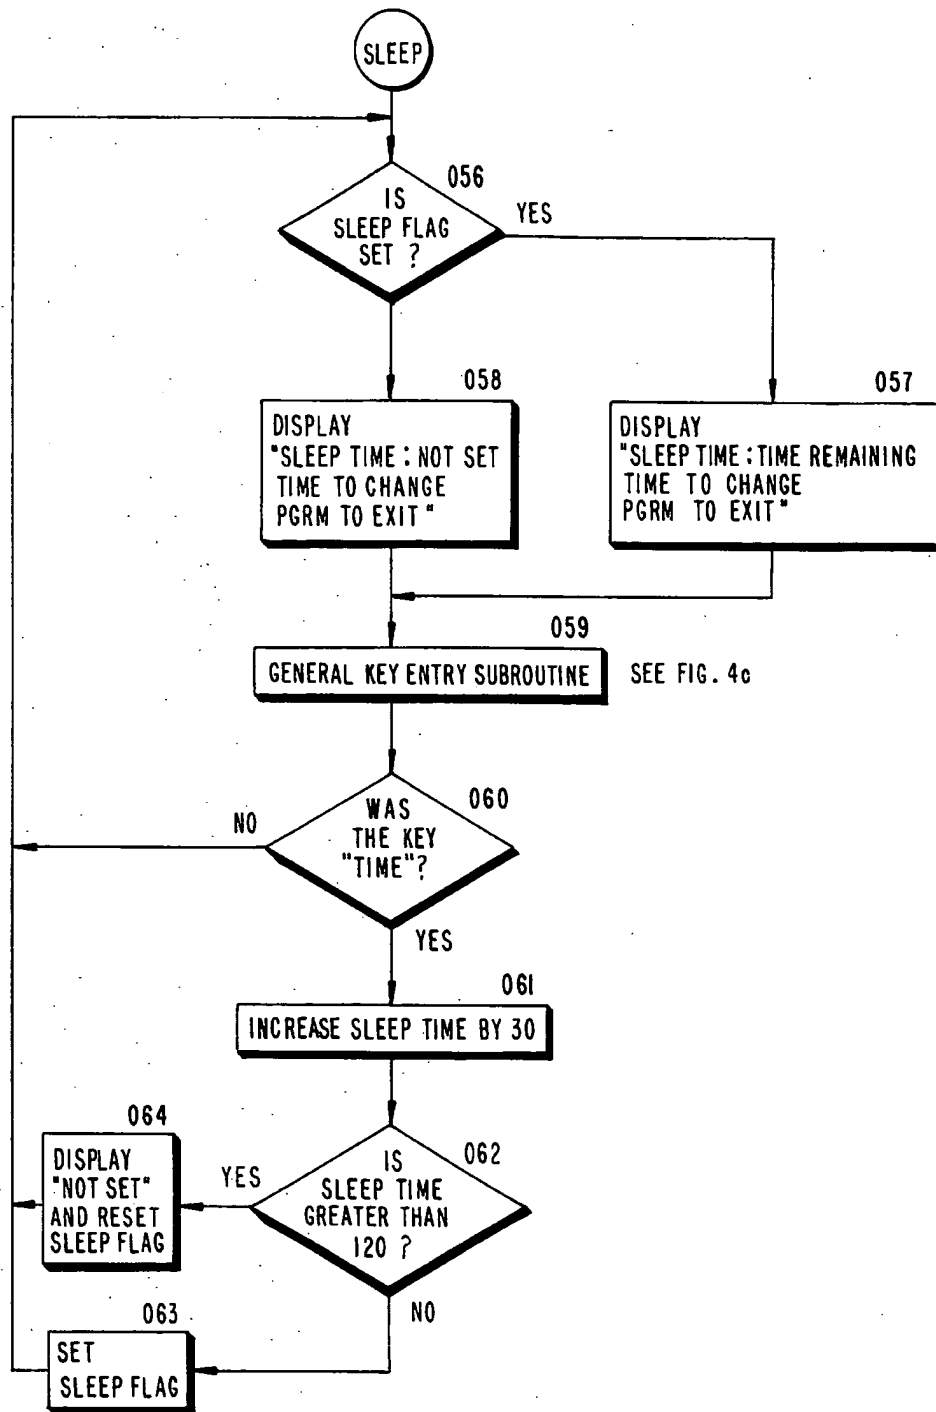 SLEEP
056
IS
SLEEP FLAG
SET ?
YES
058
DISPLAY
"SLEEP TIME : NOT SET
TIME TO CHANGE
PGRM TO EXIT "
057
DISPLAY
"SLEEP TIME : TIME REMAINING
TIME TO CHANGE
PGRM TO EXIT "
059
GENERAL KEY ENTRY SUBROUTINE
SEE FIG. 4c
060
WAS
THE KEY
"TIME"?
NO
YES
061
INCREASE SLEEP TIME BY 30
062
IS
SLEEP TIME
GREATER THAN
120 ?
YES
NO
064
DISPLAY
"NOT SET"
AND RESET
SLEEP FLAG
063
SET
SLEEP FLAG